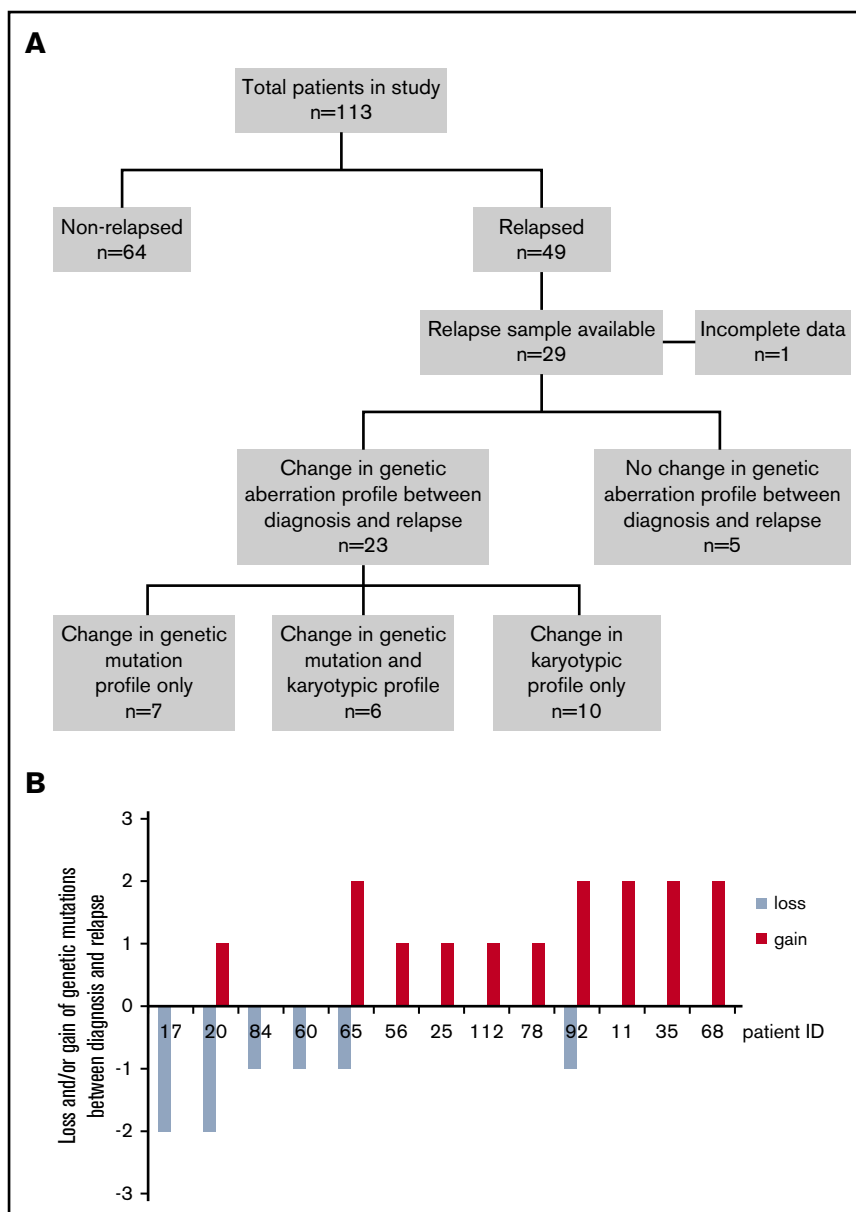 A
Total patients in study
n=113
Non-relapsed
n=64
Relapsed
n=49
Relapse sample available
n=29
Incomplete data
n=1
Change in genetic
aberration profile between
diagnosis and relapse
n=23
No change in genetic
aberration profile between
diagnosis and relapse
n=5
Change in genetic
mutation
profile only
n=7
Change in genetic
mutation and
karyotypic profile
n=6
Change in
karyotypic
profile only
n=10
B
Loss and/or gain of genetic mutations
between diagnosis and relapse
3
2
1
0
-1
-2
-3
17 20 84 60 65 56 25 112 78 92 11 35 68 patient ID
loss
gain